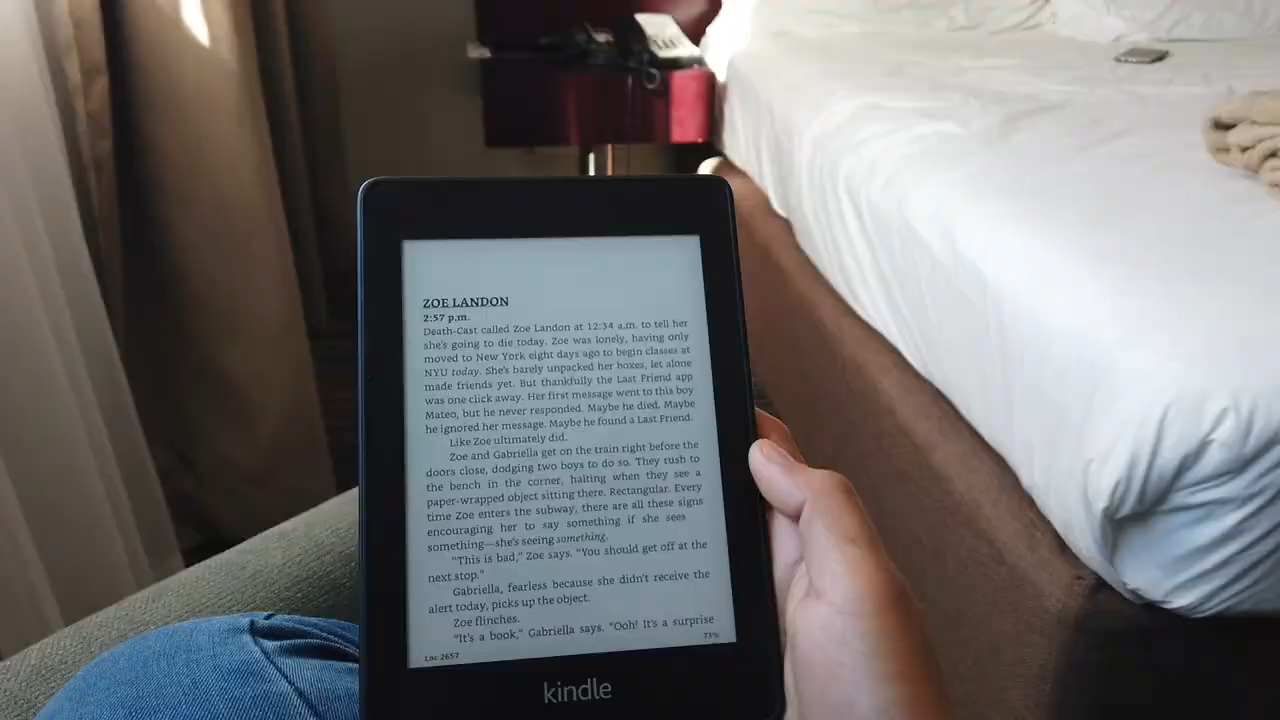 ZOE LANDON
2:57 p.m.
Death-Cast called Zoe Landon at 12:34 a.m. to tell her
she's going to die today. Zoe was lonely, having only
moved to New York eight days ago to begin classes at
NYU today. She's barely unpacked her boxes, let alone
made friends yet. But thankfully the Last Friend app
was one click away. Her first message went to this boy
Mateo, but he never responded. Maybe he died. Maybe
he ignored her message. Maybe he found a Last Friend.
Like Zoe ultimately did.
Zoe and Gabriella get on the train right before the
doors close, dodging two boys to do so. They rush to
the bench in the corner, halting when they see a
paper-wrapped object sitting there. Rectangular. Every
time Zoe enters the subway, there are all these signs
encouraging her to say something if she sees
something—she's seeing something.
"This is bad," Zoe says. "You should get off at the
next stop."
Gabriella, fearless because she didn't receive the
alert today, picks up the object.
Zoe flinches.
"It's a book," Gabriella says. "Ooh! It's a surprise
Loc 2657 73%
kindle